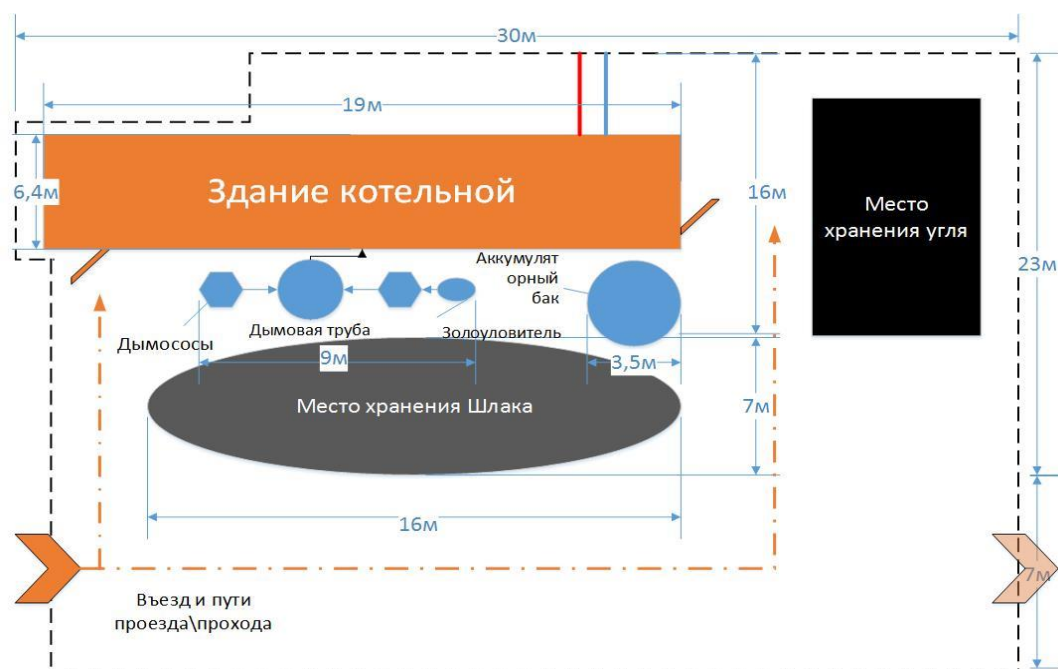 30м
19м
6,4м
Здание котельной
16м
Место
хранения угля
23м
Аккумулят
орный
бак
Дымовая труба
Золоуловитель
Дымососы
9м
3,5м
Место хранения Шлака
7м
16м
7м
Въезд и пути
проезда\прохода